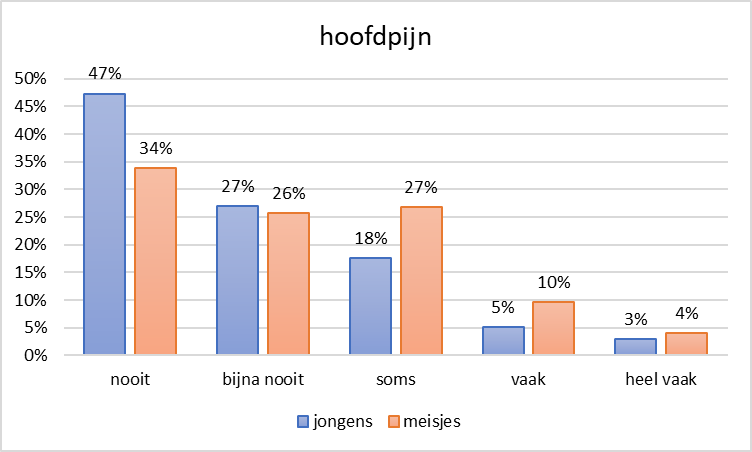 hoofdpijn
50%
45%
40%
35%
30%
25%
20%
15%
10%
5%
0%
47%
34%
27%
26%
18%
27%
5%
10%
3%
4%
nooit
bijna nooit
soms
vaak
heel vaak
jongens
meisjes